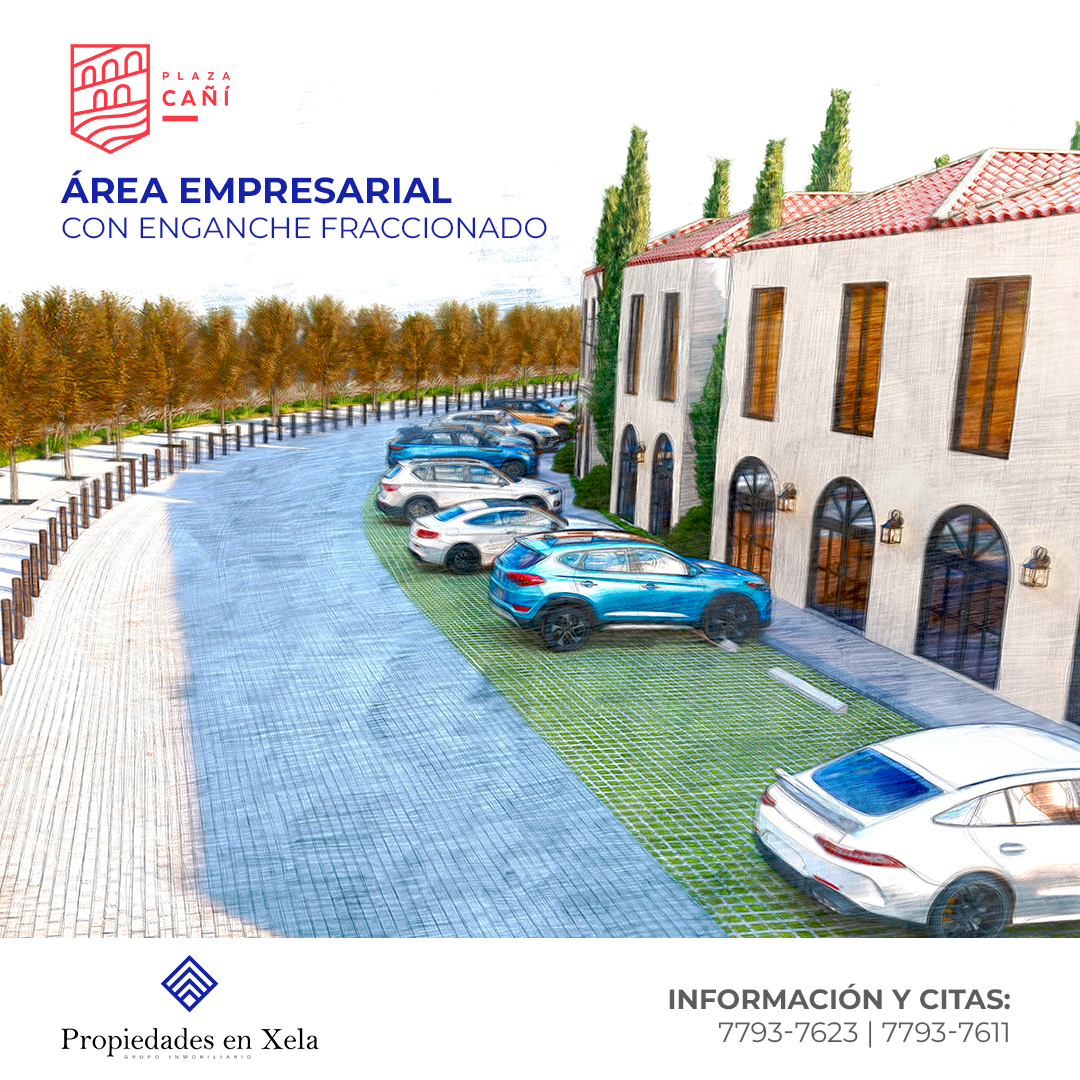 PLAZA
CAÑÍ
ÁREA EMPRESARIAL
CON ENGANCHE FRACCIONADO
Propiedades en Xela
GRUPO INMOBILIARIO
INFORMACIÓN Y CITAS:
7793-7623 | 7793-7611